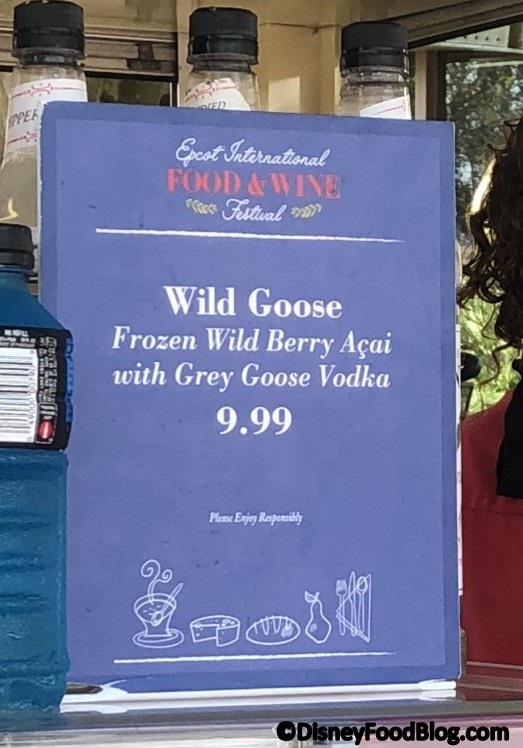 Epcot International
FOOD & WINE
Festival
Wild Goose
Frozen Wild Berry Açai
with Grey Goose Vodka
9.99
Please Enjoy Responsibly
©DisneyFoodBlog.com